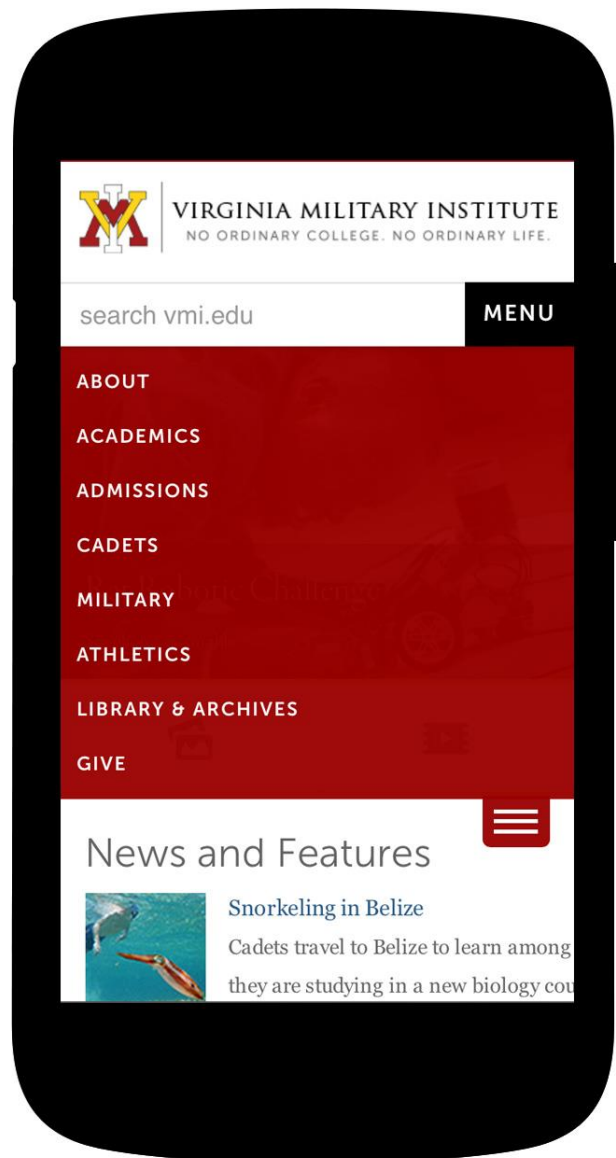 VIRGINIA MILITARY INSTITUTE
NO ORDINARY COLLEGE. NO ORDINARY LIFE.
search vmi.edu
MENU
ABOUT
ACADEMICS
ADMISSIONS
CADETS
Robotic Challenge
MILITARY
ATHLETICS
LIBRARY & ARCHIVES
GIVE
News and Features
Snorkeling in Belize
Cadets travel to Belize to learn among
they are studying in a new biology cou